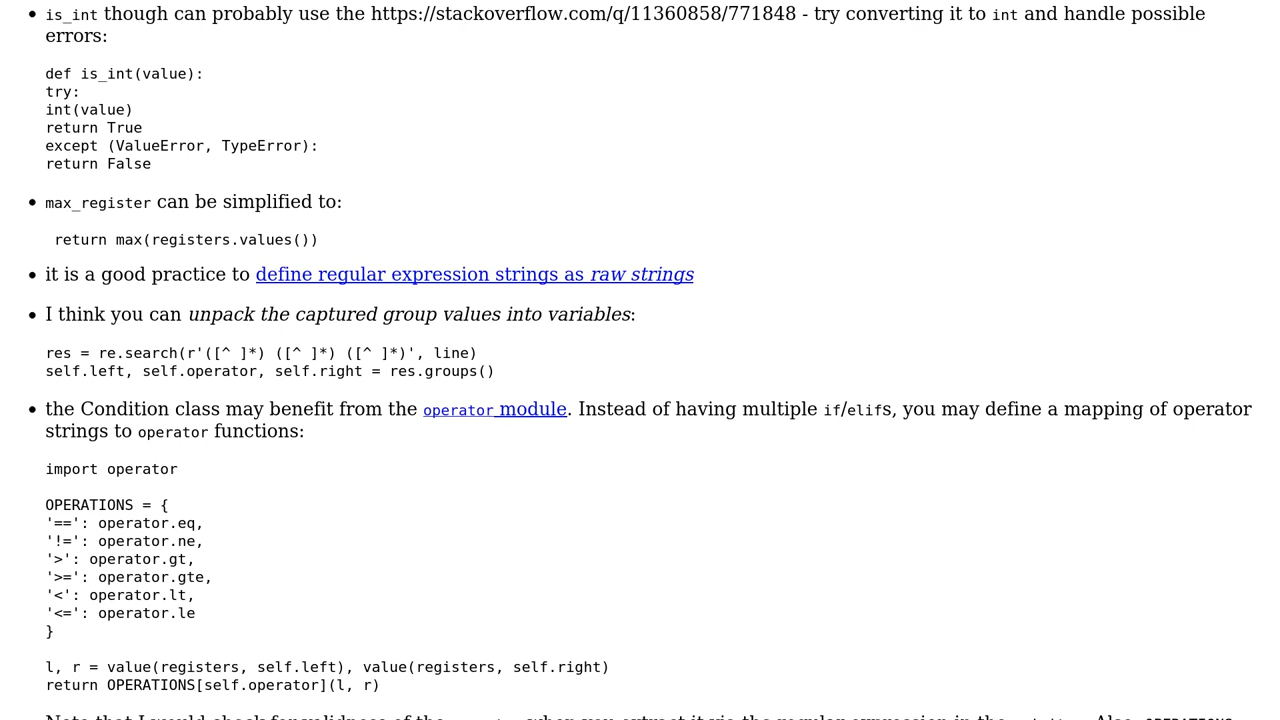 • is_int though can probably use the https://stackoverflow.com/q/11360858/771848 - try converting it to int and handle possible
errors:
def is_int(value):
try:
int(value)
return True
except (ValueError, TypeError):
return False
• max_register can be simplified to:
return max(registers.values())
• it is a good practice to define regular expression strings as raw strings
• I think you can unpack the captured group values into variables:
res = re.search(r'([^ ]*) ([^ ]*) ([^ ]*)', line)
self.left, self.operator, self.right = res.groups()
• the Condition class may benefit from the operator module. Instead of having multiple if/elifs, you may define a mapping of operator
strings to operator functions:
import operator
OPERATIONS = {
'==': operator.eq,
'!=': operator.ne,
'>': operator.gt,
'>=': operator.gte,
'<': operator.lt,
'<=': operator.le
}
l, r = value(registers, self.left), value(registers, self.right)
return OPERATIONS[self.operator](l, r)